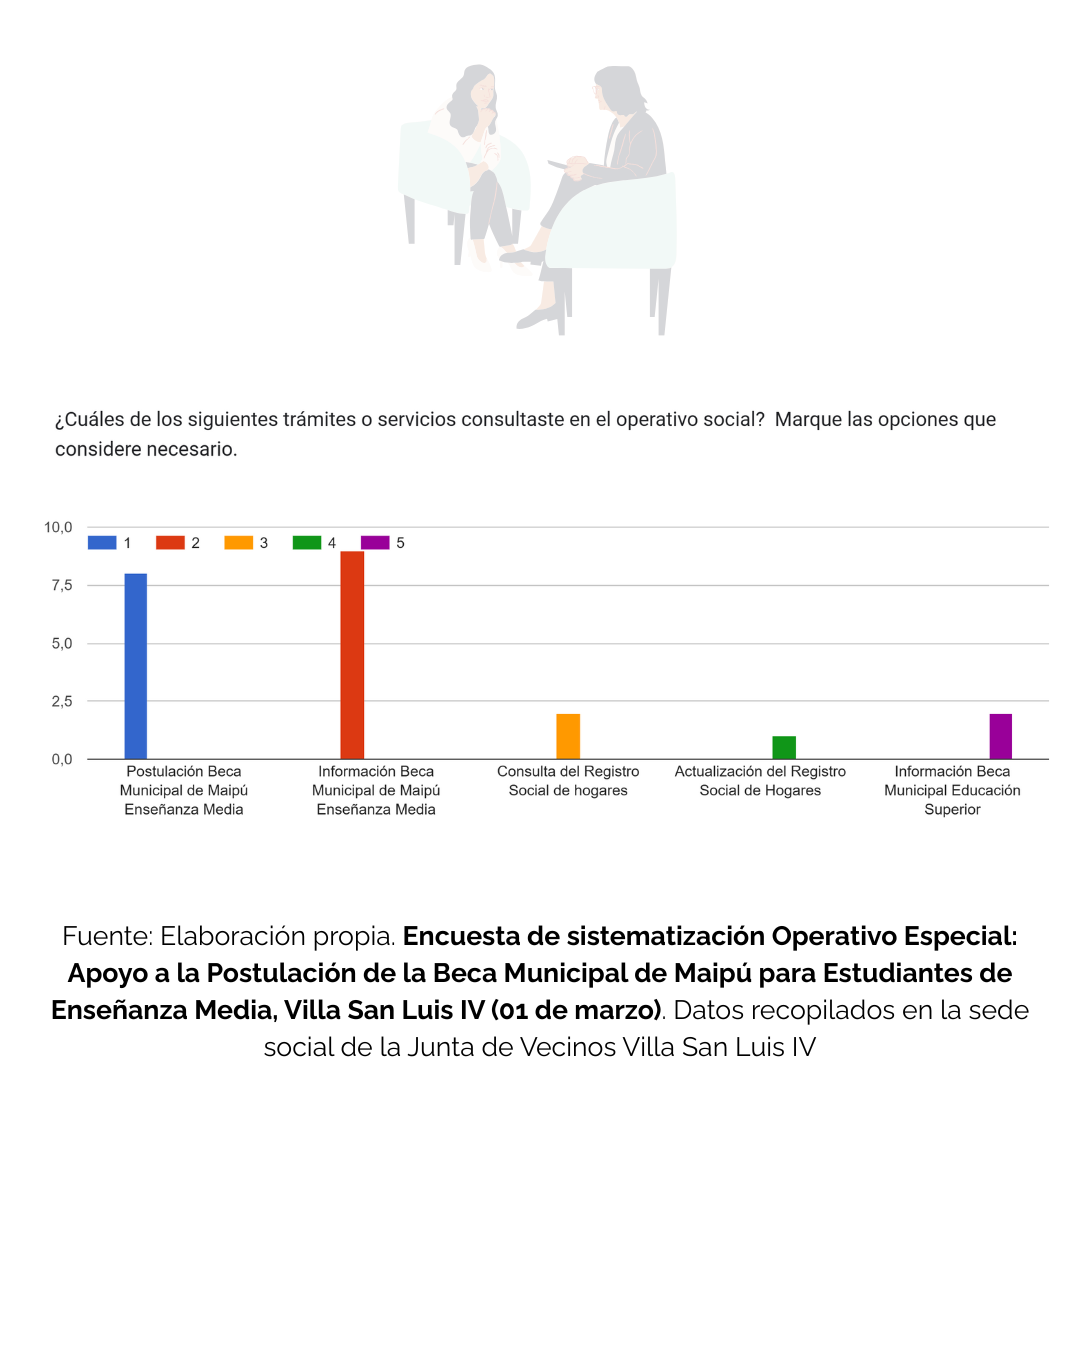 ¿Cuáles de los siguientes trámites o servicios consultaste en el operativo social?  Marque las opciones que
considere necesario.
10,0
1 2 3 4 5
7,5
5,0
2,5
0,0
Postulación Beca
Municipal de Maipú
Enseñanza Media
Información Beca
Municipal de Maipú
Enseñanza Media
Consulta del Registro
Social de hogares
Actualización del Registro
Social de Hogares
Información Beca
Municipal Educación
Superior
Fuente: Elaboración propia. Encuesta de sistematización Operativo Especial:
Apoyo a la Postulación de la Beca Municipal de Maipú para Estudiantes de
Enseñanza Media, Villa San Luis IV (01 de marzo). Datos recopilados en la sede
social de la Junta de Vecinos Villa San Luis IV